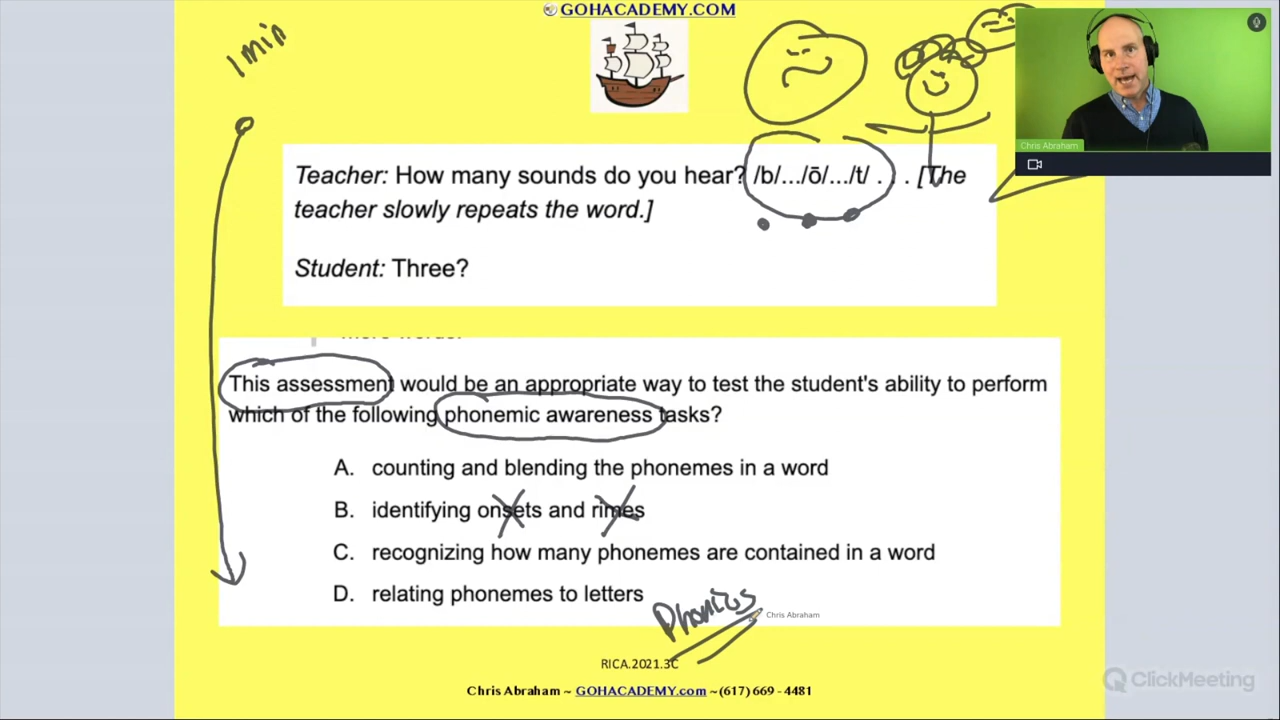 GOHACADEMY.COM
1 min
Chris Abraham
Teacher: How many sounds do you hear? /b/.../ō/.../t/ . . . [The
teacher slowly repeats the word.]
Student: Three?
This assessment would be an appropriate way to test the student's ability to perform
which of the following phonemic awareness tasks?
A. counting and blending the phonemes in a word
B. identifying onsets and rimes
C. recognizing how many phonemes are contained in a word
D. relating phonemes to letters
Phonics
Chris Abraham
RICA.2021.3C
Chris Abraham ~ GOHACADEMY.com ~(617) 669 - 4481
ClickMeeting